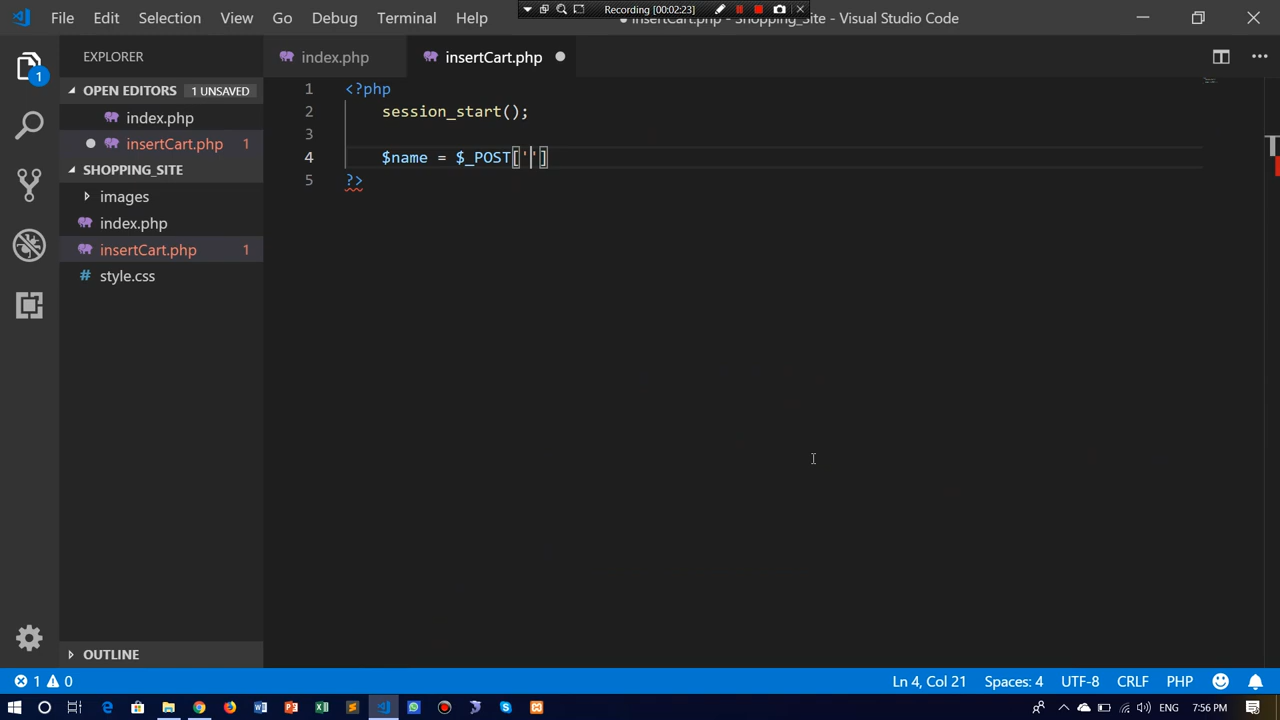 File Edit Selection View Go Debug Terminal Help
Recording [00:02:23]
insertCart.php - Shopping_Site - Visual Studio Code
EXPLORER
index.php
insertCart.php
OPEN EDITORS 1 UNSAVED
index.php
insertCart.php 1
SHOPPING_SITE
images
index.php
insertCart.php 1
# style.css
OUTLINE
1 <?php
2 session_start();
3
4 $name = $_POST['']
5 ?>
1 0
Ln 4, Col 21
Spaces: 4
UTF-8
CRLF
PHP
1
ENG
7:56 PM